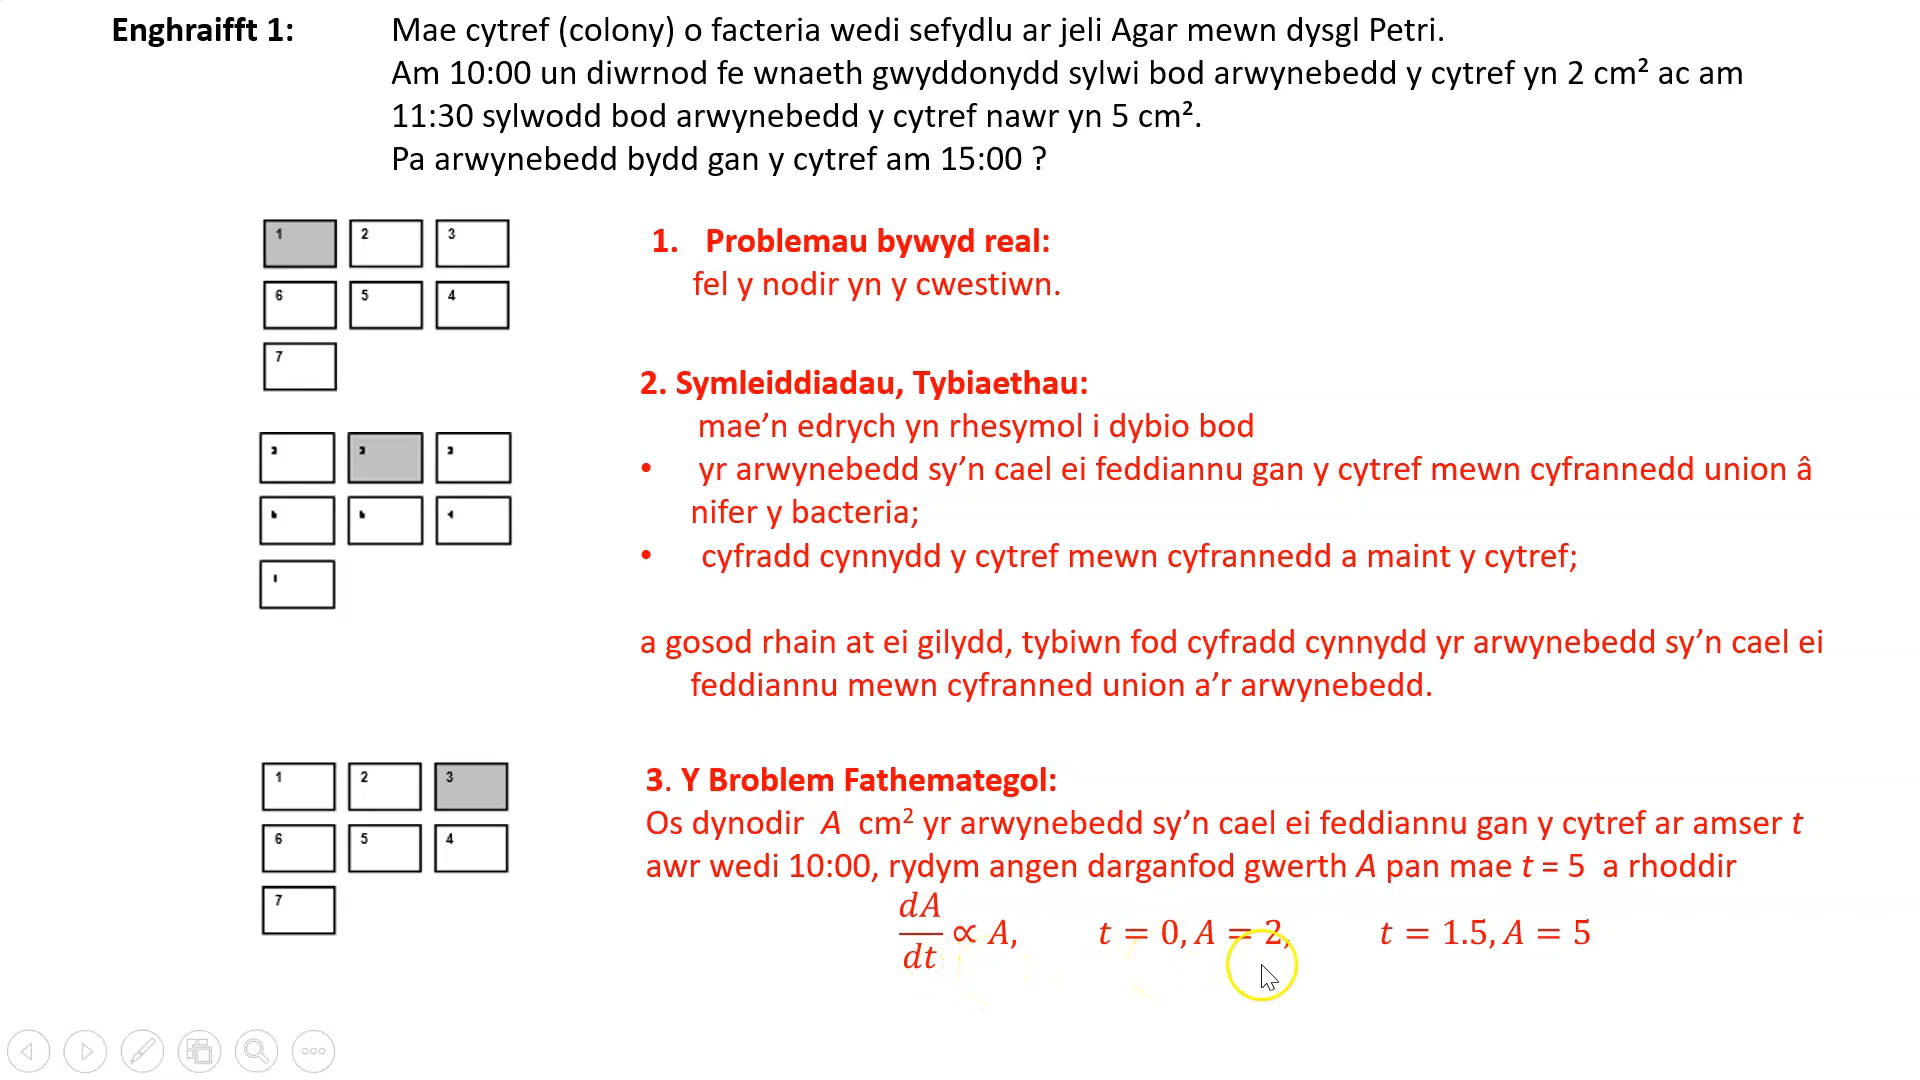 Enghraifft 1:
Mae cytref (colony) o facteria wedi sefydlu ar jeli Agar mewn dysgl Petri.
Am 10:00 un diwrnod fe wnaeth gwyddonydd sylwi bod arwynebedd y cytref yn 2 cm² ac am
11:30 sylwodd bod arwynebedd y cytref nawr yn 5 cm².
Pa arwynebedd bydd gan y cytref am 15:00 ?
1 2 3
6 5 4
7
1. Problemau bywyd real:
fel y nodir yn y cwestiwn.
2. Symleiddiadau, Tybiaethau:
mae’n edrych yn rhesymol i dybio bod
• yr arwynebedd sy’n cael ei feddiannu gan y cytref mewn cyfrannedd union â
nifer y bacteria;
• cyfradd cynnydd y cytref mewn cyfrannedd a maint y cytref;
a gosod rhain at ei gilydd, tybiwn fod cyfradd cynnydd yr arwynebedd sy’n cael ei
feddiannu mewn cyfranned union a’r arwynebedd.
1 2 3
6 5 4
7
3. Y Broblem Fathemategol:
Os dynodir A cm² yr arwynebedd sy’n cael ei feddiannu gan y cytref ar amser t
awr wedi 10:00, rydym angen darganfod gwerth A pan mae t = 5 a rhoddir
dA/dt ∝ A, t = 0, A = 2, t = 1.5, A = 5